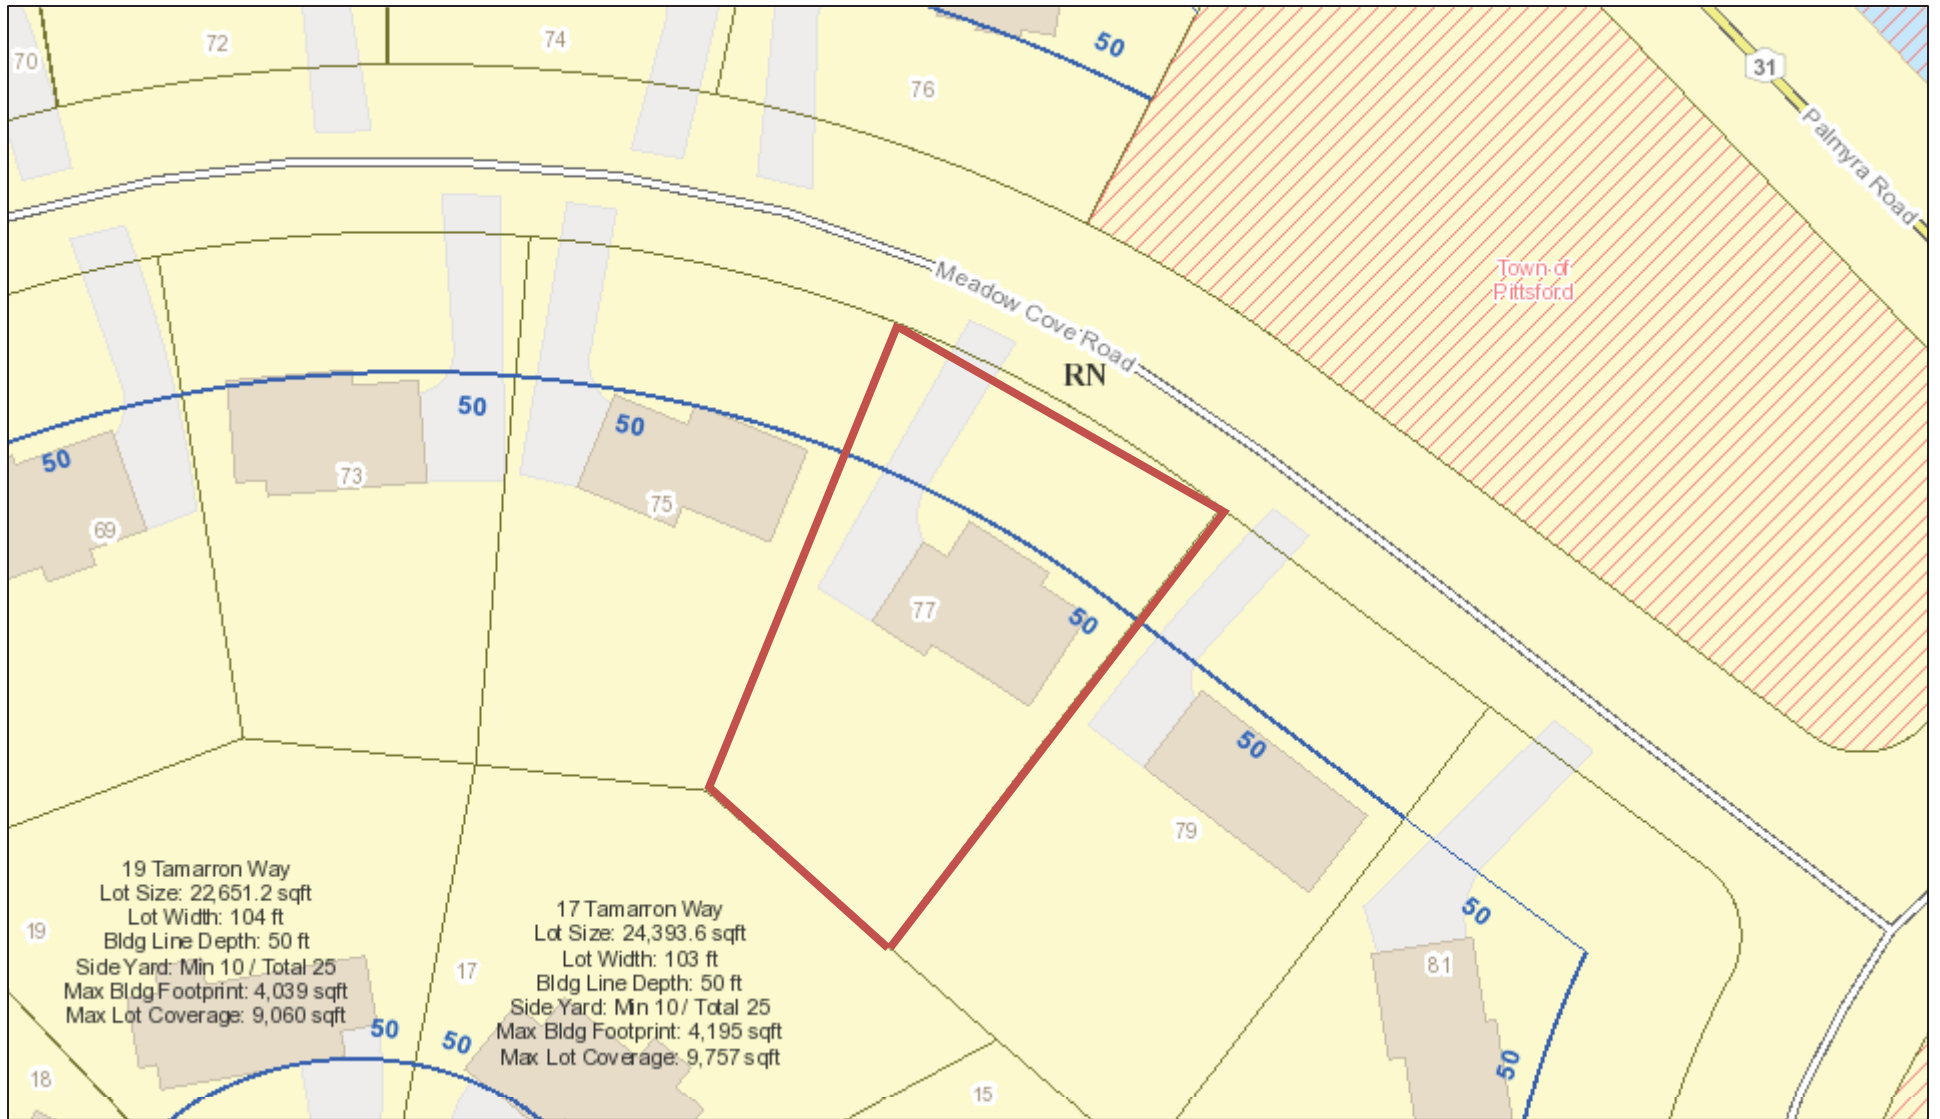 70
72
74
76
50
31
Palmyra Road
Town of
Pittsford
Meadow Cove Road
RN
50
69
73
50
50
75
77
50
50
79
50
81
50
19 Tamarron Way
Lot Size: 22,651.2 sqft
Lot Width: 104 ft
Bldg Line Depth: 50 ft
Side Yard: Min 10 / Total 25
Max Bldg Footprint: 4,039 sqft
Max Lot Coverage: 9,060 sqft
17 Tamarron Way
Lot Size: 24,393.6 sqft
Lot Width: 103 ft
Bldg Line Depth: 50 ft
Side Yard: Min 10 / Total 25
Max Bldg Footprint: 4,195 sqft
Max Lot Coverage: 9,757 sqft
19
17
50
50
18
15